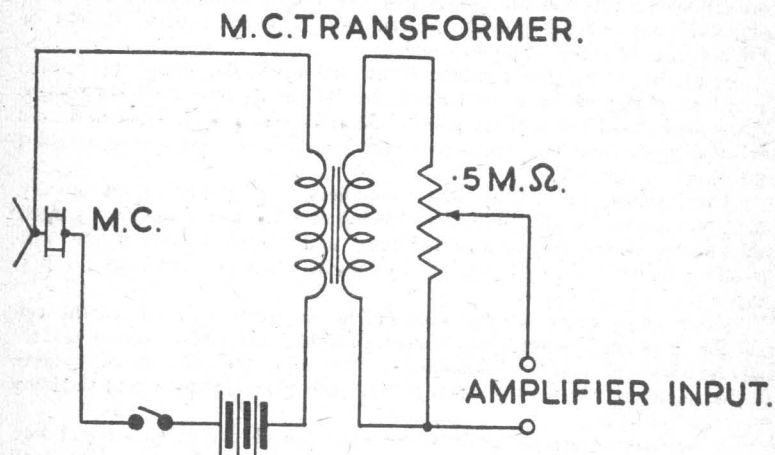 M.C.TRANSFORMER.
M.C.
·5 M.Ω.
AMPLIFIER INPUT.